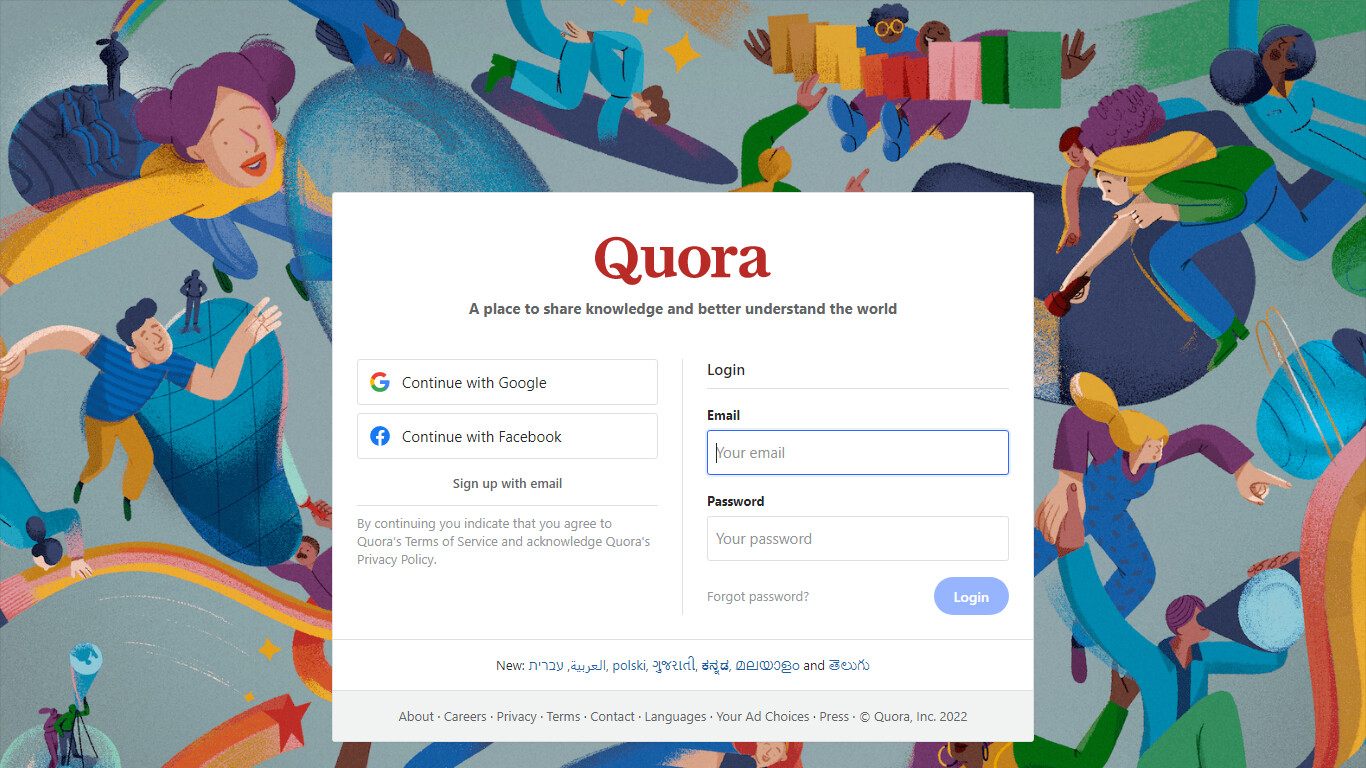 Quora
A place to share knowledge and better understand the world
Continue with Google
Continue with Facebook
Sign up with email
By continuing you indicate that you agree to
Quora's Terms of Service and acknowledge Quora's
Privacy Policy.
Login
Email
Your email
Password
Your password
Forgot password?
Login
New: עברית, العربية, polski, ગુજરાતી, ಕನ್ನಡ, മലയാളം and తెలుగు
About · Careers · Privacy · Terms · Contact · Languages · Your Ad Choices · Press · © Quora, Inc. 2022